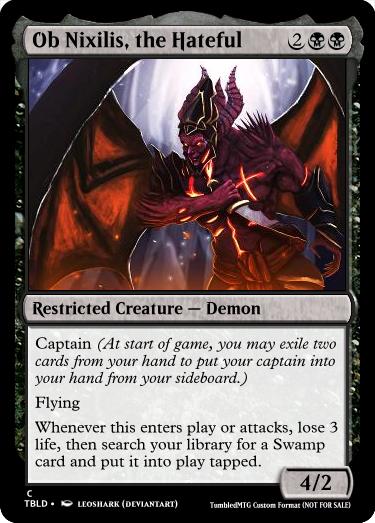 Ob Nixilis, the Hateful 2
Restricted Creature — Demon
Captain (At start of game, you may exile two
cards from your hand to put your captain into
your hand from your sideboard.)
Flying
Whenever this enters play or attacks, lose 3
life, then search your library for a Swamp
card and put it into play tapped.
4/2
C
TBLD • LEOSHARK (DEVIANTART) TumbledMTG Custom Format (NOT FOR SALE)